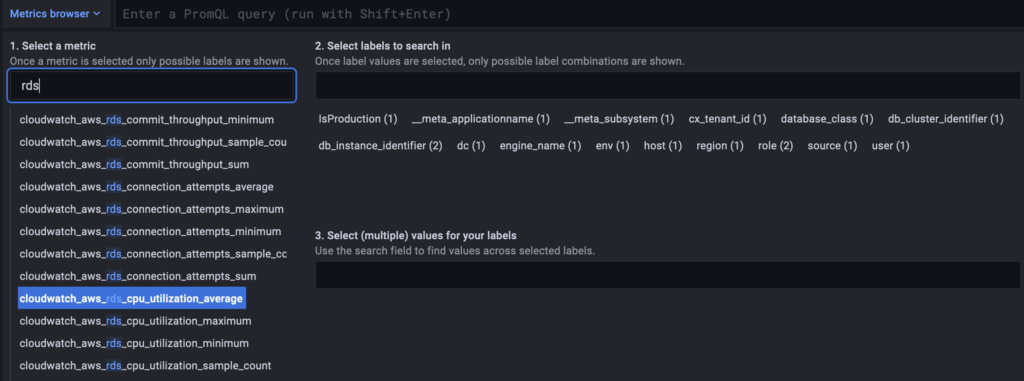 Metrics browser
Enter a PromQL query (run with Shift+Enter)
1. Select a metric
Once a metric is selected only possible labels are shown.
rds
cloudwatch_aws_rds_commit_throughput_minimum
cloudwatch_aws_rds_commit_throughput_sample_cou
cloudwatch_aws_rds_commit_throughput_sum
cloudwatch_aws_rds_connection_attempts_average
cloudwatch_aws_rds_connection_attempts_maximum
cloudwatch_aws_rds_connection_attempts_minimum
cloudwatch_aws_rds_connection_attempts_sample_cc
cloudwatch_aws_rds_connection_attempts_sum
cloudwatch_aws_rds_cpu_utilization_average
cloudwatch_aws_rds_cpu_utilization_maximum
cloudwatch_aws_rds_cpu_utilization_minimum
cloudwatch_aws_rds_cpu_utilization_sample_count
2. Select labels to search in
Once label values are selected, only possible label combinations are shown.
IsProduction (1) __meta_applicationname (1) __meta_subsystem (1) cx_tenant_id (1) database_class (1) db_cluster_identifier (1)
db_instance_identifier (2) dc (1) engine_name (1) env (1) host (1) region (1) role (2) source (1) user (1)
3. Select (multiple) values for your labels
Use the search field to find values across selected labels.